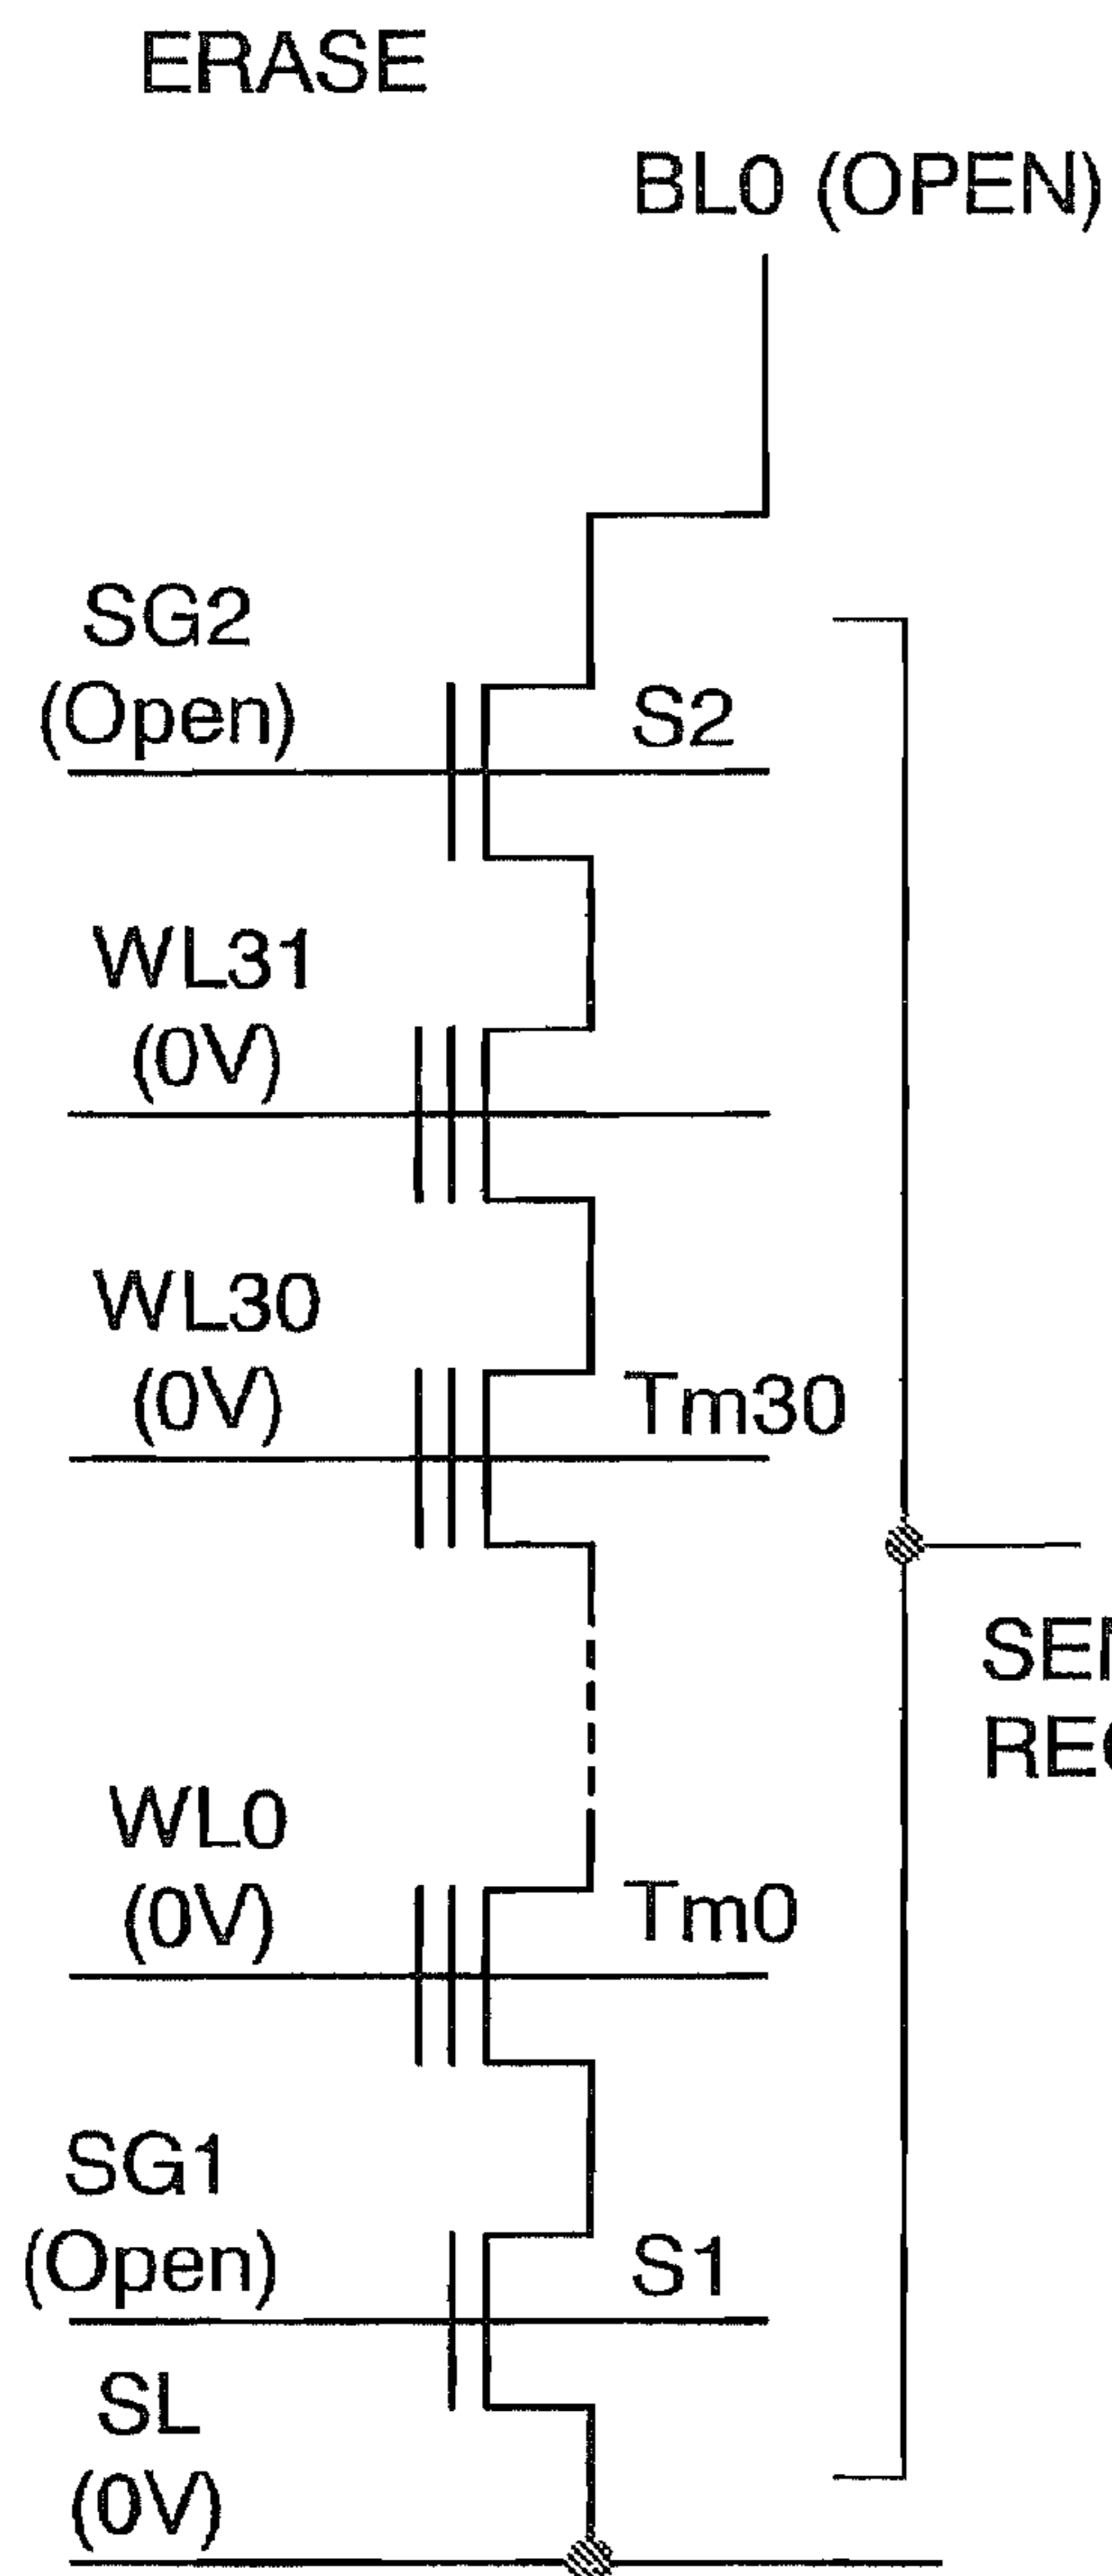 ERASE
BL0 (OPEN)
SG2
(Open)
S2
WL31
(0V)
WL30
(0V)
Tm30
WL0
(0V)
Tm0
SG1
(Open)
S1
SL
(0V)